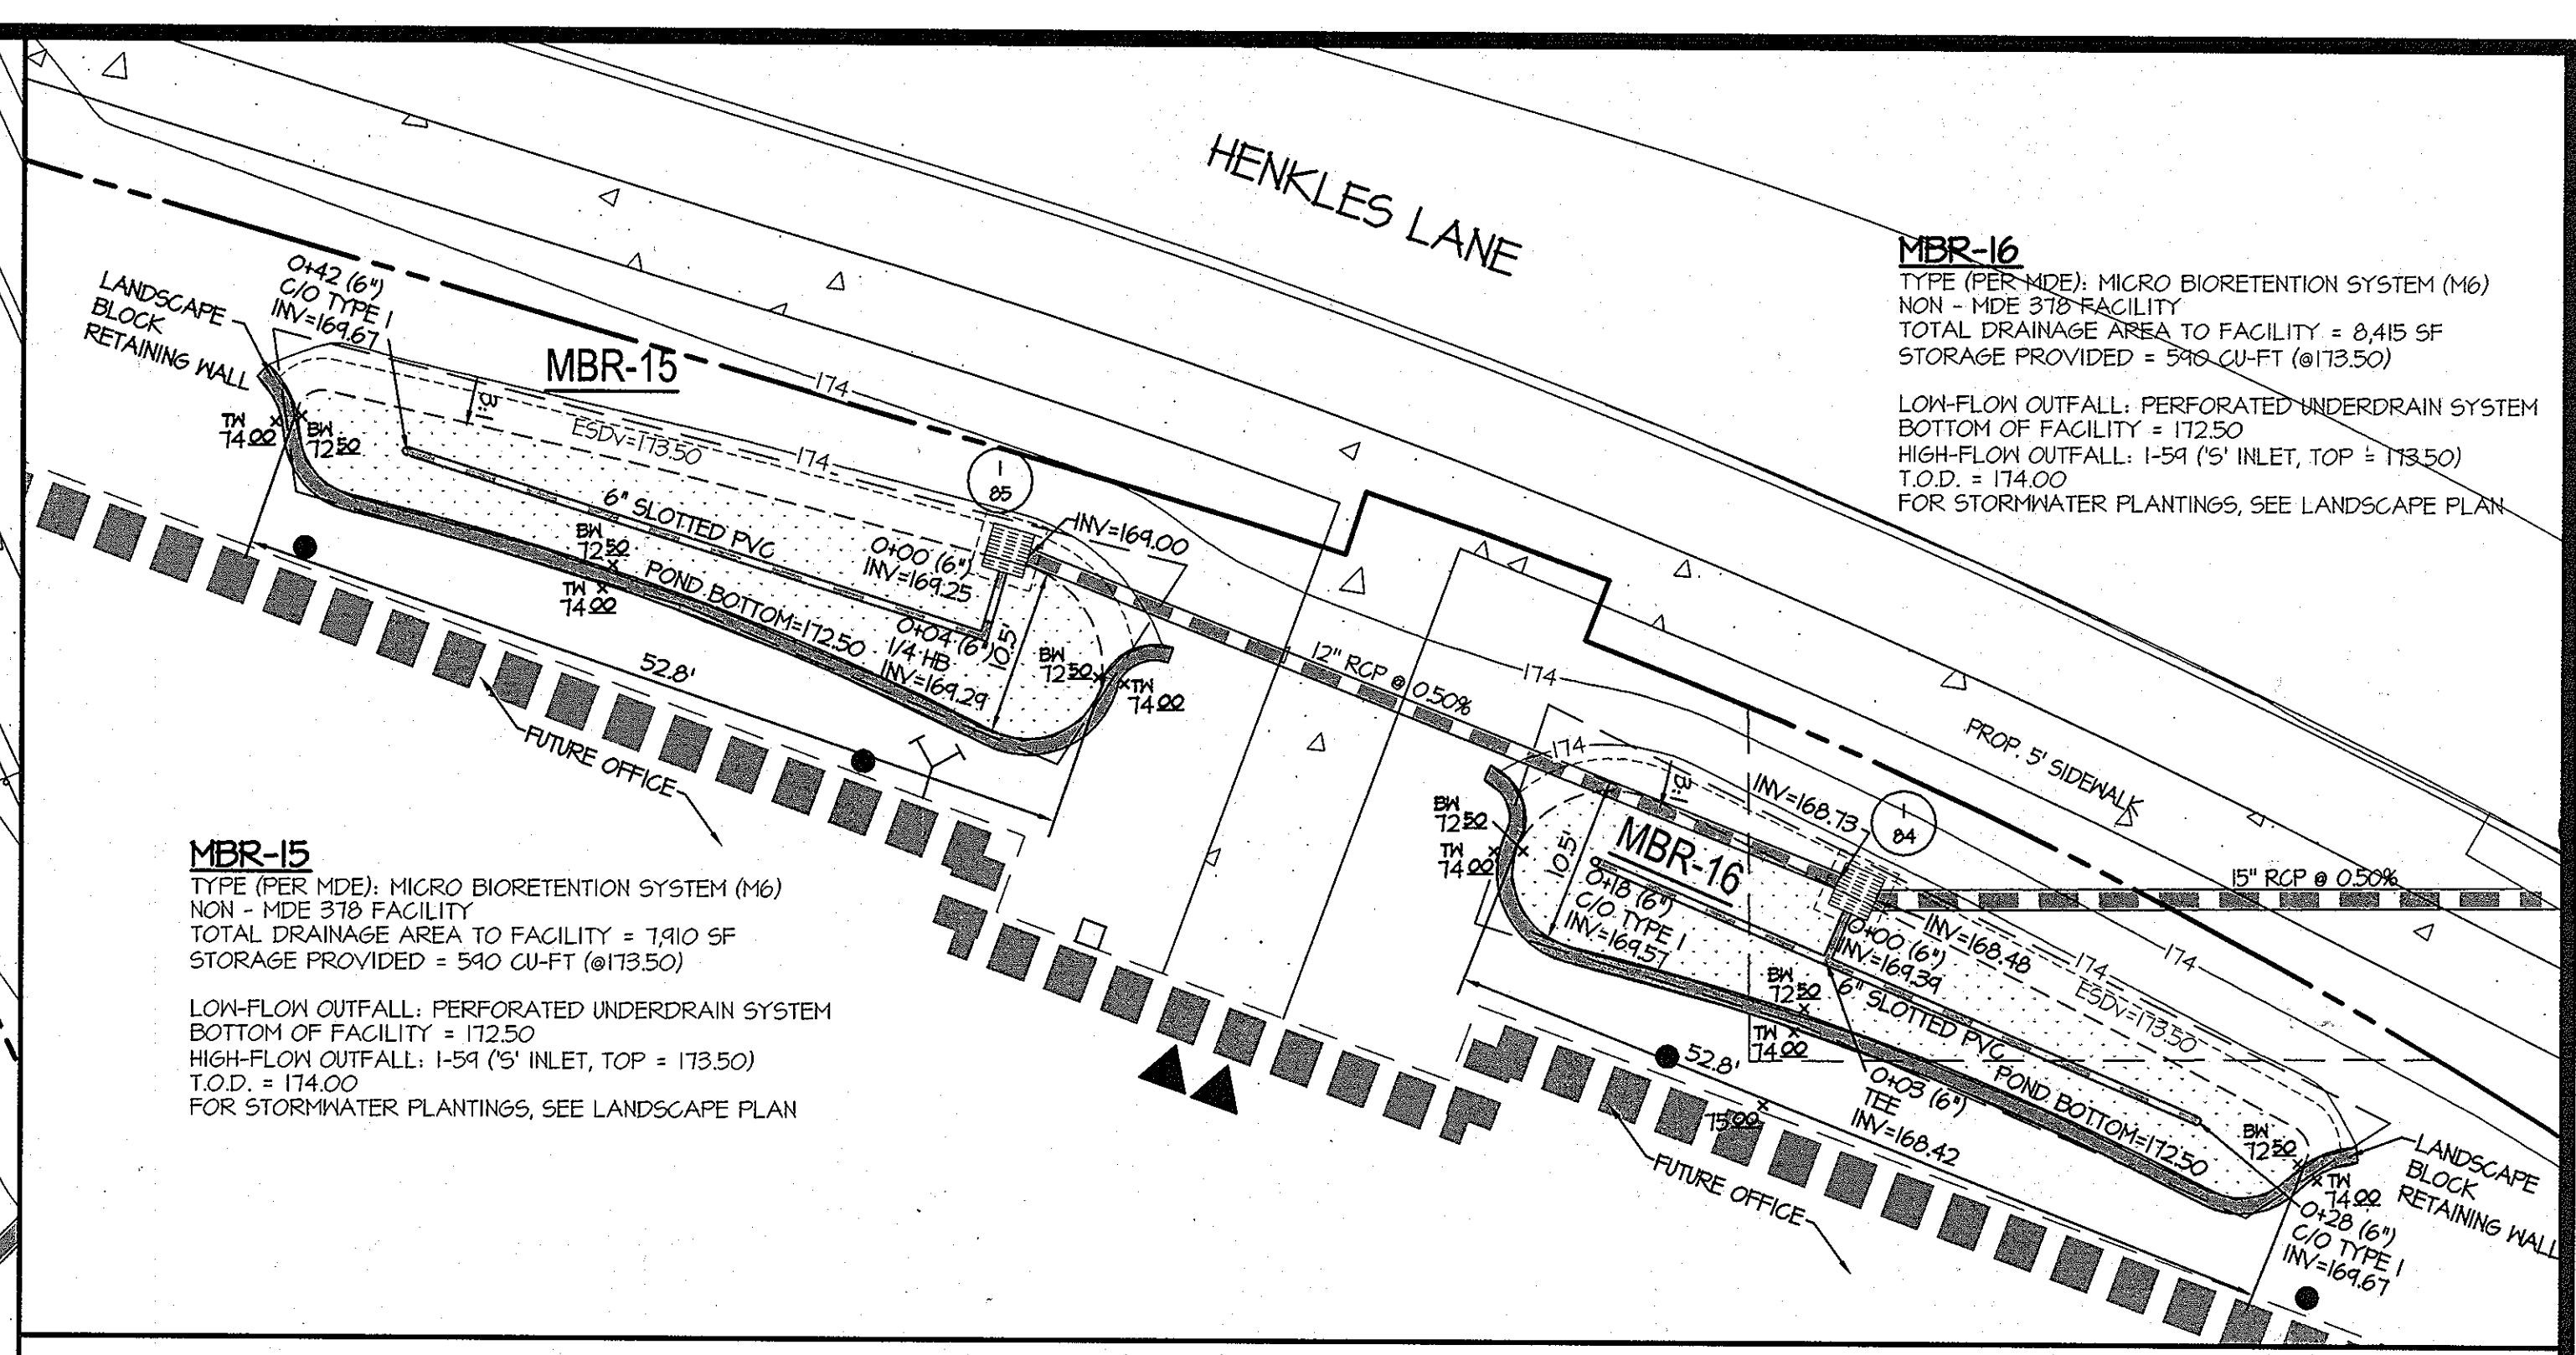 HENKLES LANE
MBR-16
TYPE (PER MDE): MICRO BIORETENTION SYSTEM (M6)
NON - MDE 378 FACILITY
TOTAL DRAINAGE AREA TO FACILITY = 8,415 SF
STORAGE PROVIDED = 590 CU-FT (@173.50)
LOW-FLOW OUTFALL: PERFORATED UNDERDRAIN SYSTEM
BOTTOM OF FACILITY = 172.50
HIGH-FLOW OUTFALL: I-59 ('S' INLET, TOP = 173.50)
T.O.D. = 174.00
FOR STORMWATER PLANTINGS, SEE LANDSCAPE PLAN
0+42 (6")
C/O TYPE 1
INV=169.67
LANDSCAPE
BLOCK
RETAINING WALL
MBR-15
174
3:1
ESDv=173.50
174
TW
74.00
BW
72.50
I
85
INV=169.00
6" SLOTTED PVC
BW
72.50
TW
74.00
0+00 (6")
INV=169.25
POND BOTTOM=172.50
0+04 (6")
1/4 HB
INV=169.29
10.5'
BW
72.50
TW
74.00
52.8'
FUTURE OFFICE
12" RCP @ 0.50%
174
PROP. 5' SIDEWALK
174
3:1
INV=168.73
I
84
BW
72.50
TW
74.00
10.5'
MBR-16
0+18 (6")
C/O TYPE 1
INV=169.57
15" RCP @ 0.50%
INV=168.48
0+00 (6")
INV=169.39
174
174
ESDv=173.50
BW
72.50
TW
74.00
6" SLOTTED PVC
POND BOTTOM=172.50
0+03 (6")
TEE
INV=168.42
52.8'
75.00
FUTURE OFFICE
BW
72.50
TW
74.00
LANDSCAPE
BLOCK
RETAINING WALL
0+28 (6")
C/O TYPE 1
INV=169.67
MBR-15
TYPE (PER MDE): MICRO BIORETENTION SYSTEM (M6)
NON - MDE 378 FACILITY
TOTAL DRAINAGE AREA TO FACILITY = 7,910 SF
STORAGE PROVIDED = 590 CU-FT (@173.50)
LOW-FLOW OUTFALL: PERFORATED UNDERDRAIN SYSTEM
BOTTOM OF FACILITY = 172.50
HIGH-FLOW OUTFALL: I-59 ('S' INLET, TOP = 173.50)
T.O.D. = 174.00
FOR STORMWATER PLANTINGS, SEE LANDSCAPE PLAN